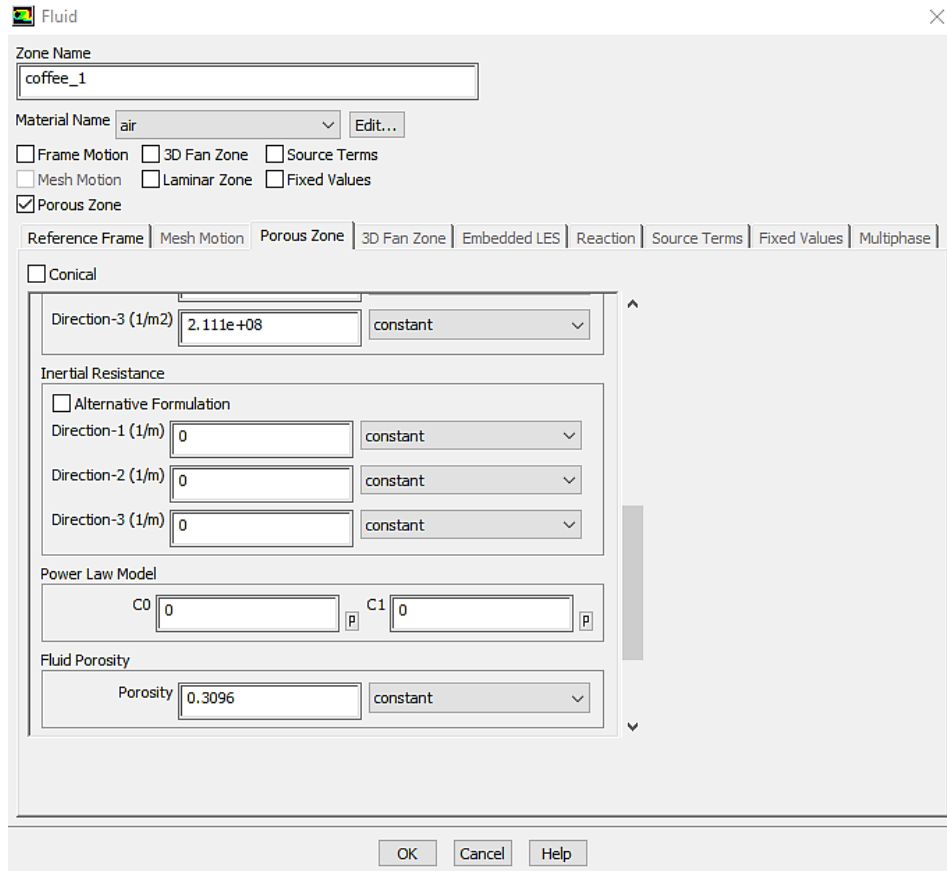 Fluid
Zone Name
coffee_1
Material Name air Edit...
Frame Motion 3D Fan Zone Source Terms
Mesh Motion Laminar Zone Fixed Values
Porous Zone
Reference Frame Mesh Motion Porous Zone 3D Fan Zone Embedded LES Reaction Source Terms Fixed Values Multiphase
Conical
Direction-3 (1/m2) 2.111e+08 constant
Inertial Resistance
Alternative Formulation
Direction-1 (1/m) 0 constant
Direction-2 (1/m) 0 constant
Direction-3 (1/m) 0 constant
Power Law Model
C0 0 P C1 0 P
Fluid Porosity
Porosity 0.3096 constant
OK Cancel Help